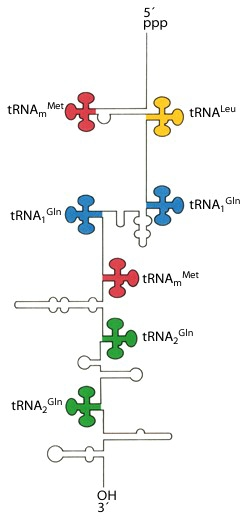 5′
ppp
tRNAₘᴹᵉᵗ
tRNAᴸᵉᵘ
tRNA₁ᴳˡⁿ
tRNA₁ᴳˡⁿ
tRNAₘᴹᵉᵗ
tRNA₂ᴳˡⁿ
tRNA₂ᴳˡⁿ
OH
3′